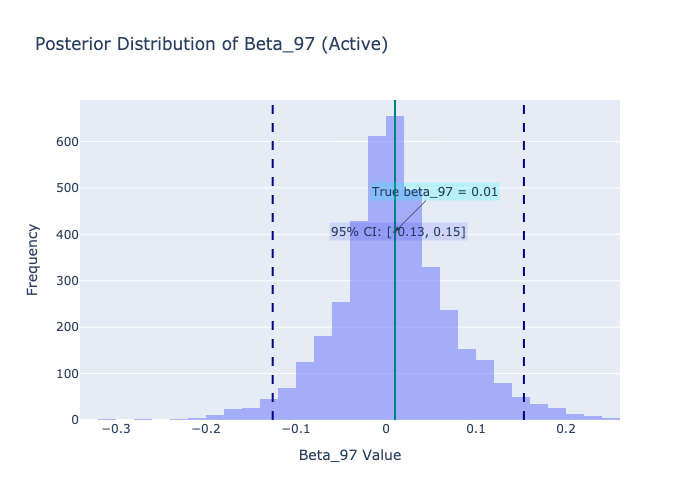 Posterior Distribution of Beta_97 (Active)
600
500
400
300
200
100
0
Frequency
True beta_97 = 0.01
95% CI: [-0.13, 0.15]
−0.3
−0.2
−0.1
0
0.1
0.2
Beta_97 Value